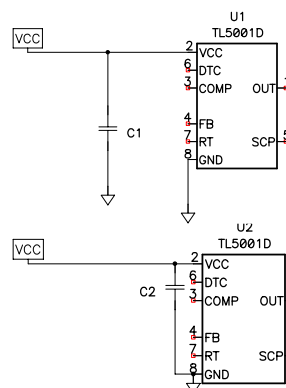 U1
TL5001D
VCC
2 VCC
6 DTC
3 COMP OUT
C1
4 FB
7 RT SCP
8 GND
U2
TL5001D
VCC
2 VCC
6 DTC
C2
3 COMP OUT
4 FB
7 RT SCP
8 GND